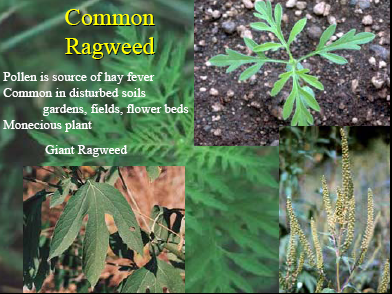 Common
Ragweed
Pollen is source of hay fever
Common in disturbed soils
gardens, fields, flower beds
Monecious plant
Giant Ragweed